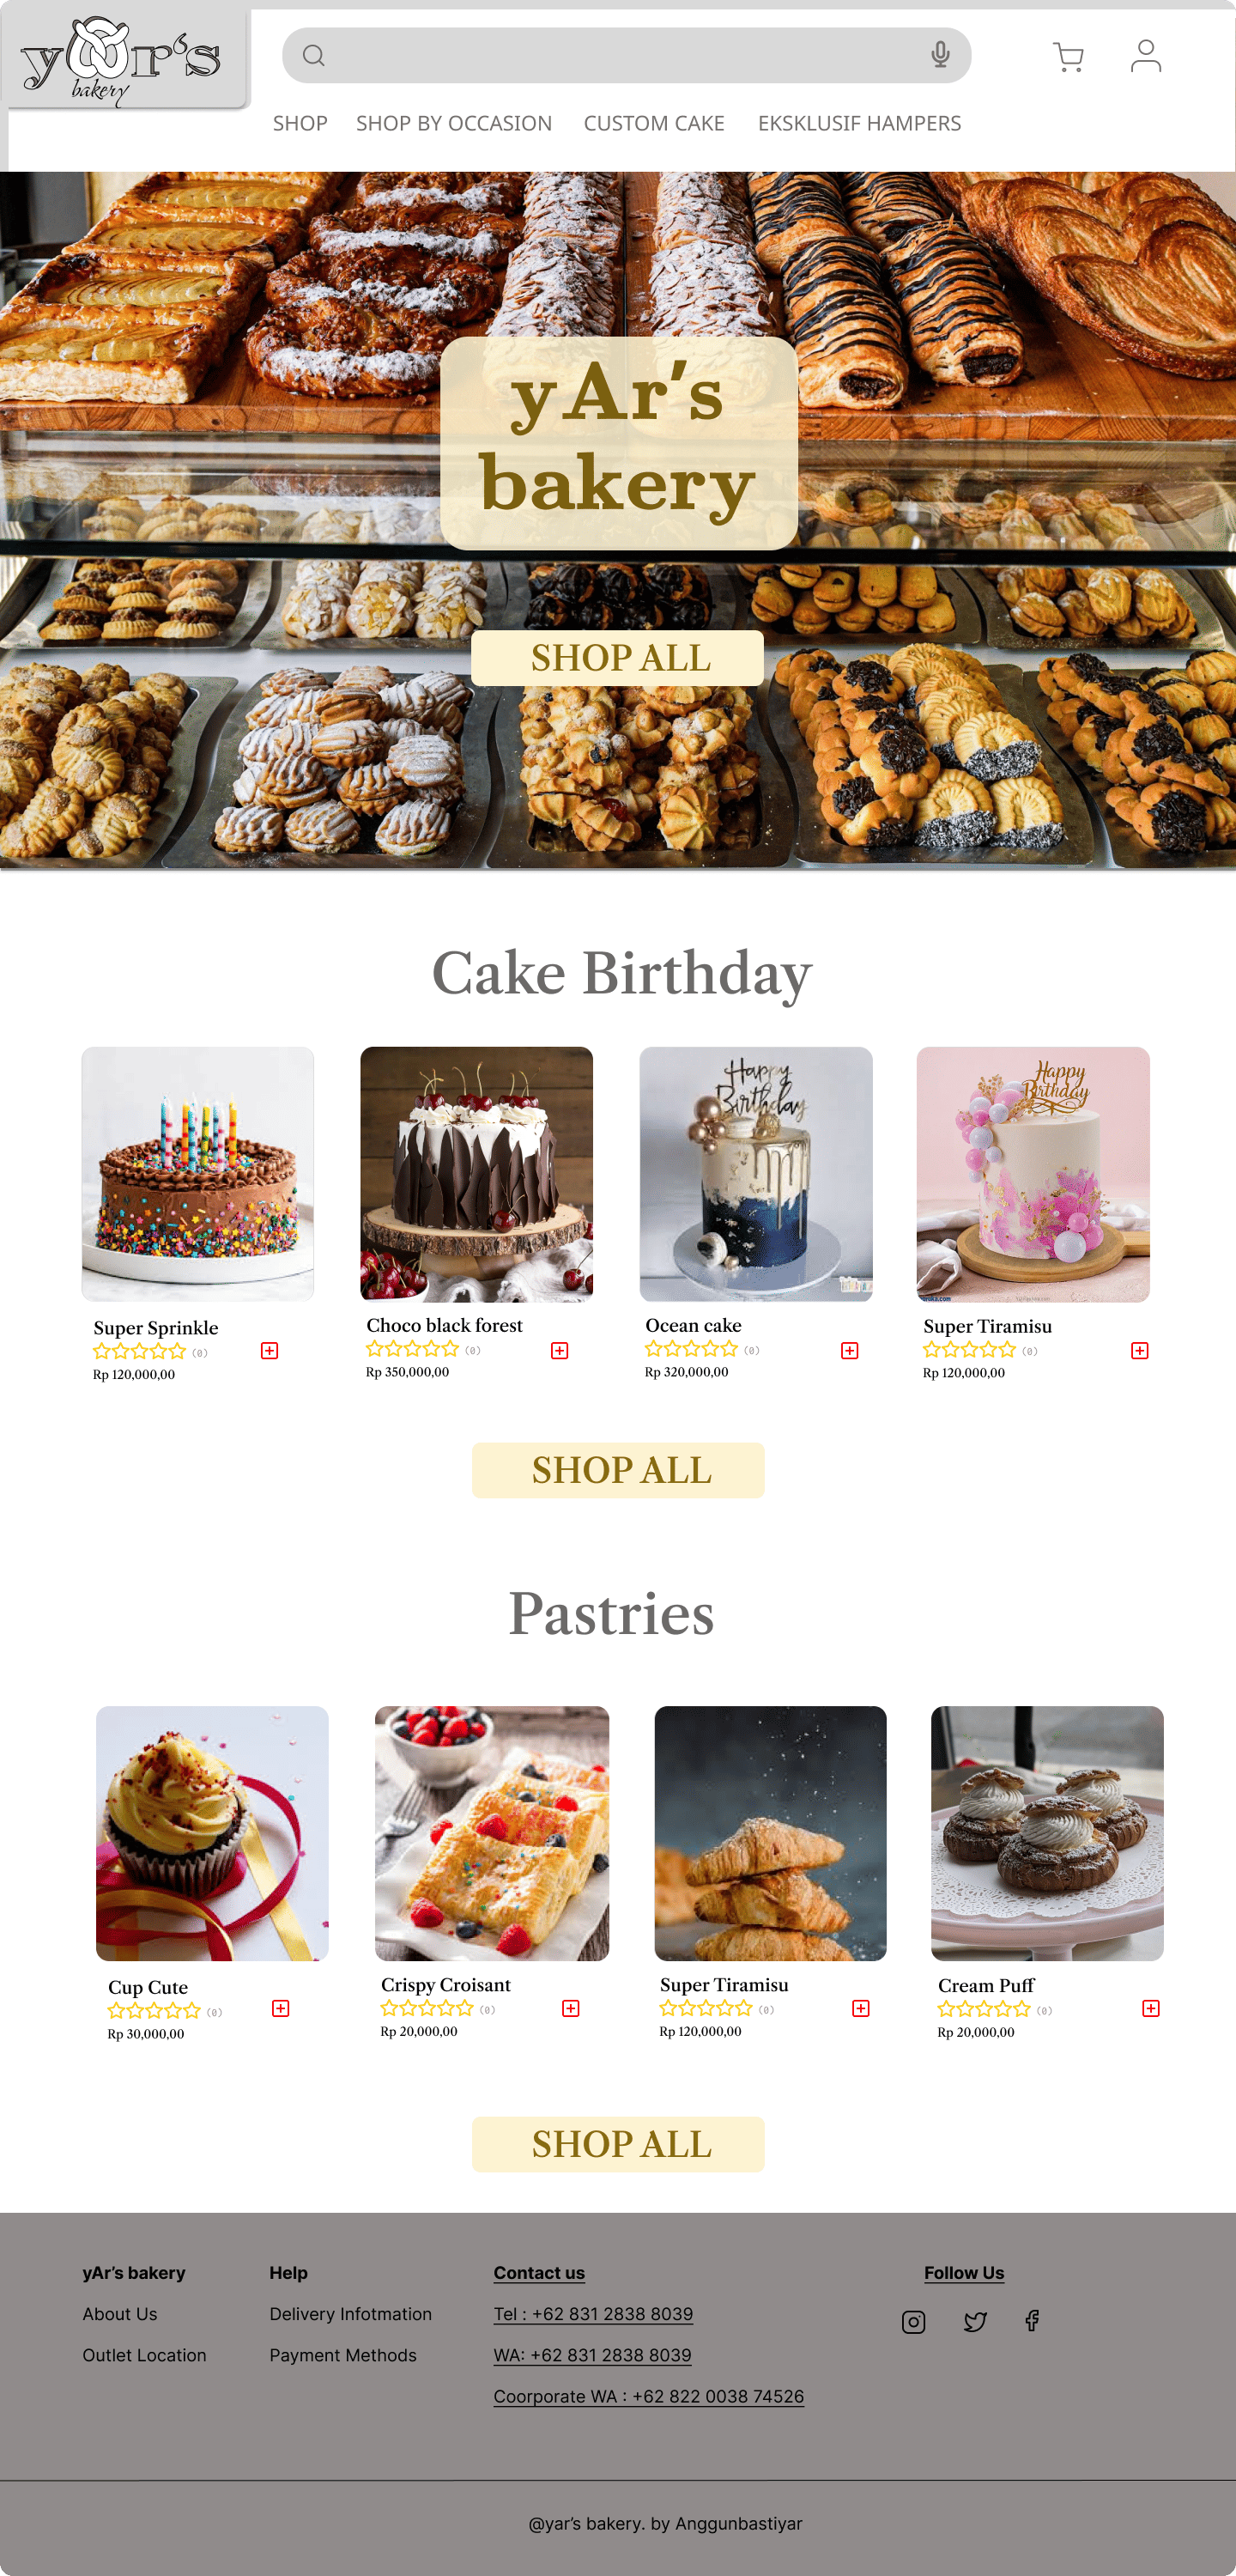 yar's
bakery
SHOP SHOP BY OCCASION CUSTOM CAKE EKSKLUSIF HAMPERS
yAr's
bakery
SHOP ALL
Cake Birthday
Happy
Birthday
Happy
Birthday
Super Sprinkle
(0)
Rp 120,000,00
Choco black forest
(0)
Rp 350,000,00
Ocean cake
(0)
Rp 320,000,00
Super Tiramisu
(0)
Rp 120,000,00
SHOP ALL
Pastries
Cup Cute
(0)
Rp 30,000,00
Crispy Croisant
(0)
Rp 20,000,00
Super Tiramisu
(0)
Rp 120,000,00
Cream Puff
(0)
Rp 20,000,00
SHOP ALL
yAr's bakery
About Us
Outlet Location
Help
Delivery Infotmation
Payment Methods
Contact us
Tel : +62 831 2838 8039
WA: +62 831 2838 8039
Coorporate WA : +62 822 0038 74526
Follow Us
@yar's bakery. by Anggunbastiyar